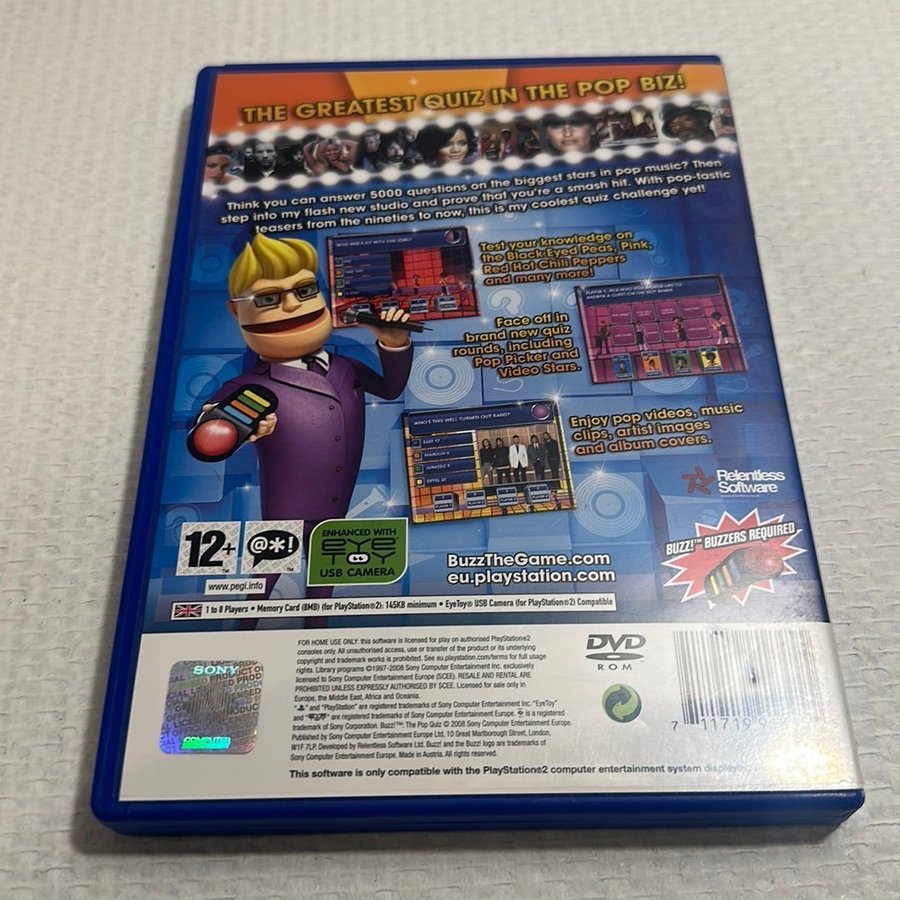 THE GREATEST QUIZ IN THE POP BIZ!
Think you can answer 5000 questions on the biggest stars in pop music? Then
step into my flash new studio and prove that you're a smash hit. With pop-tastic
teasers from the nineties to now, this is my coolest quiz challenge yet!
WHO HAD A HIT WITH THIS SONG?
Test your knowledge on
the Black Eyed Peas, Pink,
Red Hot Chili Peppers
and many more!
Face off in
brand new quiz
rounds, including
Pop Picker and
Video Stars.
WHO'S THIS WELL TURNED OUT BAND?
EAST 17
MAROON 5
JURASSIC 5
EIFFEL 65
Enjoy pop videos, music
clips, artist images
and album covers.
Relentless
Software
12+
@*!
www.pegi.info
ENHANCED WITH
EYE
TOY
USB CAMERA
BuzzTheGame.com
eu.playstation.com
BUZZ!™ BUZZERS REQUIRED
1 to 8 Players • Memory Card (8MB) (for PlayStation®2): 145KB minimum • EyeToy® USB Camera (for PlayStation®2) Compatible
FOR HOME USE ONLY: this software is licensed for play on authorised PlayStation®2
consoles only. All unauthorised access, use or transfer of the product or its underlying
copyright and trademark works is prohibited. See eu.playstation.com/terms for full usage
rights. Library programs ©1997-2008 Sony Computer Entertainment Inc. exclusively
licensed to Sony Computer Entertainment Europe (SCEE). RESALE AND RENTAL ARE
PROHIBITED UNLESS EXPRESSLY AUTHORISED BY SCEE. Licensed for sale only in
Europe, the Middle East, Africa and Oceania.
"" and "PlayStation" are registered trademarks of Sony Computer Entertainment Inc. "EyeToy"
and "" are registered trademarks of Sony Computer Entertainment Europe. is a registered
trademark of Sony Corporation. Buzz!™: The Pop Quiz © 2008 Sony Computer Entertainment Europe.
Published by Sony Computer Entertainment Europe Ltd, 10 Great Marlborough Street, London,
W1F 7LP. Developed by Relentless Software Ltd. Buzz! and the Buzz! logo are trademarks of
Sony Computer Entertainment Europe. Made in Austria. All rights reserved.
This software is only compatible with the PlayStation®2 computer entertainment system
SONY
COMPUTER
DVD
ROM
7 11719